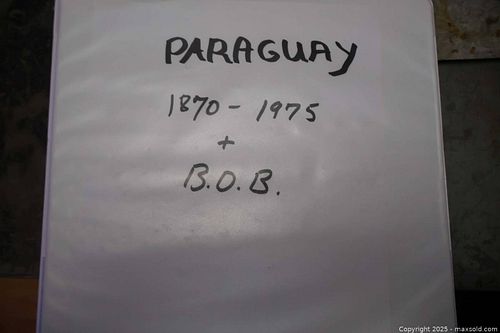 PARAGUAY
1870 - 1975
+
B.O.B.
Copyright 2025 - maxsold.com